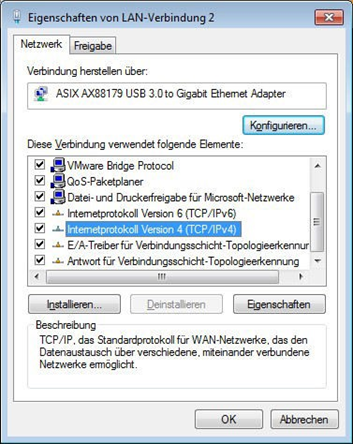 Eigenschaften von LAN-Verbindung 2
Netzwerk Freigabe
Verbindung herstellen über:
ASIX AX88179 USB 3.0 to Gigabit Ethernet Adapter
Konfigurieren...
Diese Verbindung verwendet folgende Elemente:
VMware Bridge Protocol
QoS-Paketplaner
Datei- und Druckerfreigabe für Microsoft-Netzwerke
Internetprotokoll Version 6 (TCP/IPv6)
Internetprotokoll Version 4 (TCP/IPv4)
E/A-Treiber für Verbindungsschicht-Topologieerkennur
Antwort für Verbindungsschicht-Topologieerkennung
Installieren... Deinstallieren Eigenschaften
Beschreibung
TCP/IP, das Standardprotokoll für WAN-Netzwerke, das den
Datenaustausch über verschiedene, miteinander verbundene
Netzwerke ermöglicht.
OK Abbrechen